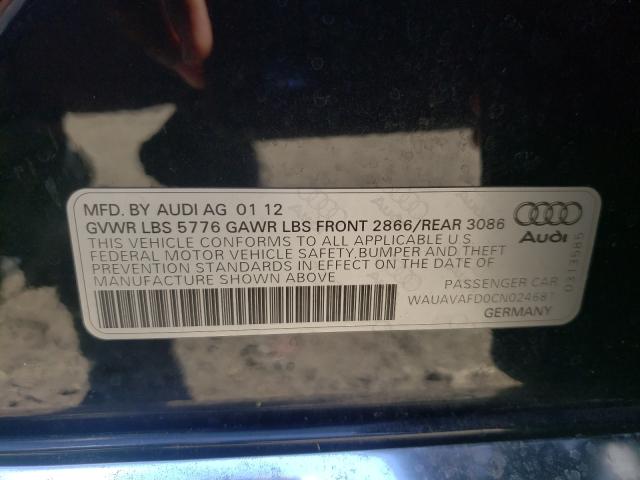 MFD. BY AUDI AG 01 12
GVWR LBS 5776 GAWR LBS FRONT 2866/REAR 3086
THIS VEHICLE CONFORMS TO ALL APPLICABLE U S
FEDERAL MOTOR VEHICLE SAFETY,BUMPER AND THEFT
PREVENTION STANDARDS IN EFFECT ON THE DATE OF
MANUFACTURE SHOWN ABOVE
Audi
0313585
PASSENGER CAR
WAUAVAFD0CN024681
GERMANY